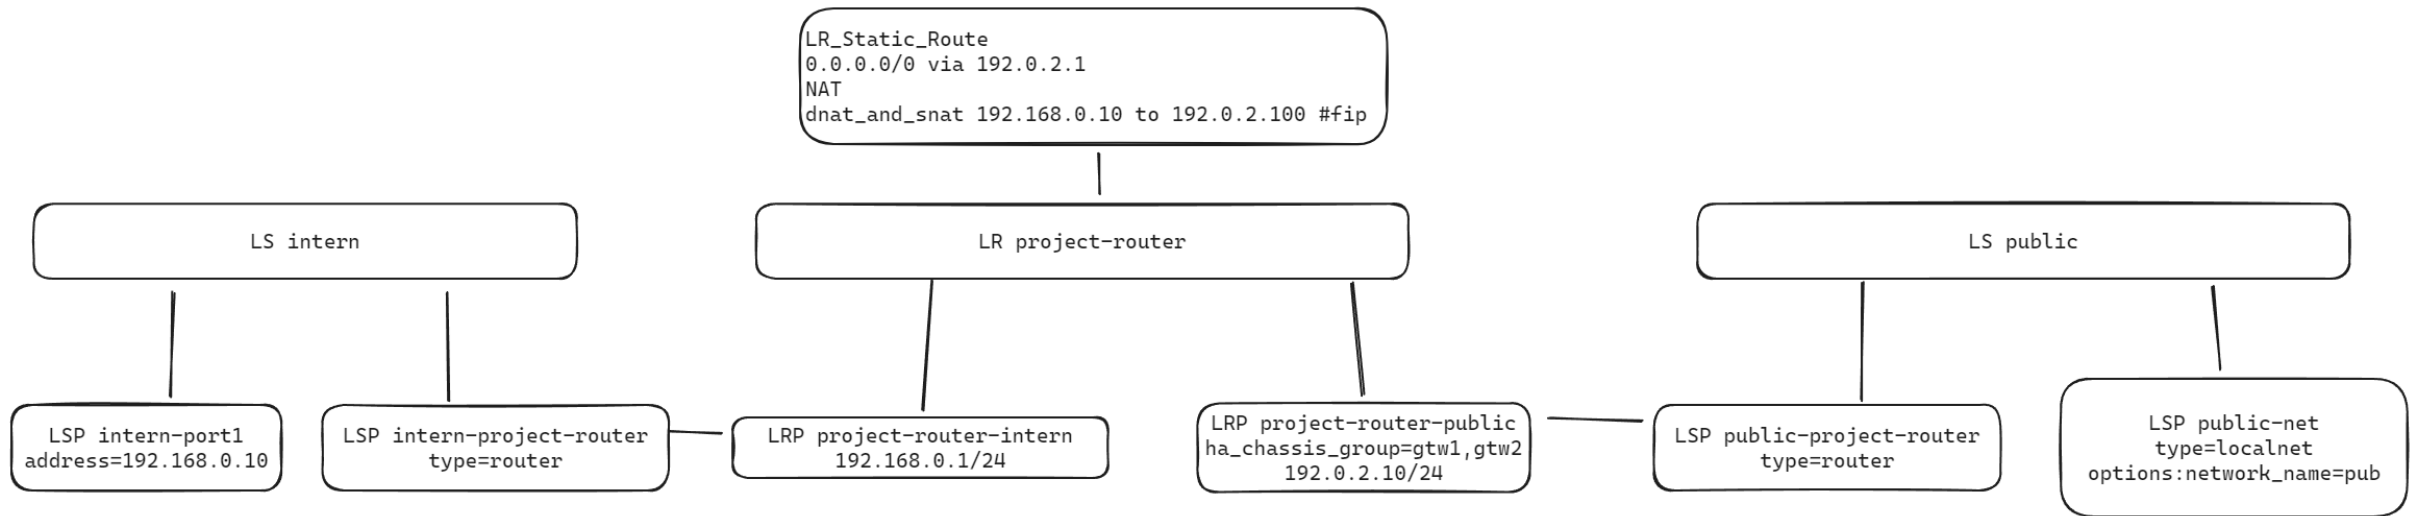 LR_Static_Route
0.0.0.0/0 via 192.0.2.1
NAT
dnat_and_snat 192.168.0.10 to 192.0.2.100 #fip
LS intern
LR project-router
LS public
LSP intern-port1
address=192.168.0.10
LSP intern-project-router
type=router
LRP project-router-intern
192.168.0.1/24
LRP project-router-public
ha_chassis_group=gtw1,gtw2
192.0.2.10/24
LSP public-project-router
type=router
LSP public-net
type=localnet
options:network_name=pub